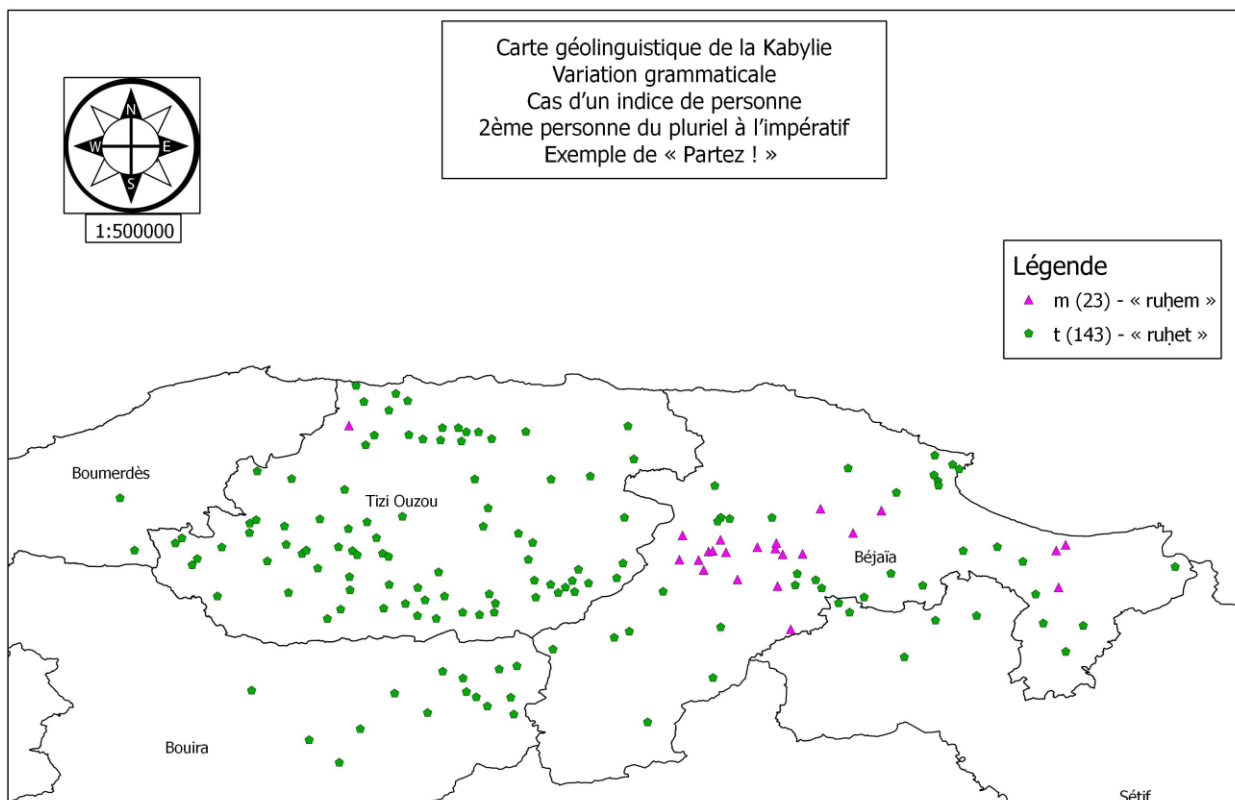 Carte géolinguistique de la Kabylie
Variation grammaticale
Cas d'un indice de personne
2ème personne du pluriel à l'impératif
Exemple de « Partez ! »
N
W E
S
1:500000
Légende
m (23) - « ruḥem »
t (143) - « ruḥet »
Boumerdès
Tizi Ouzou
Béjaïa
Bouira
Sétif